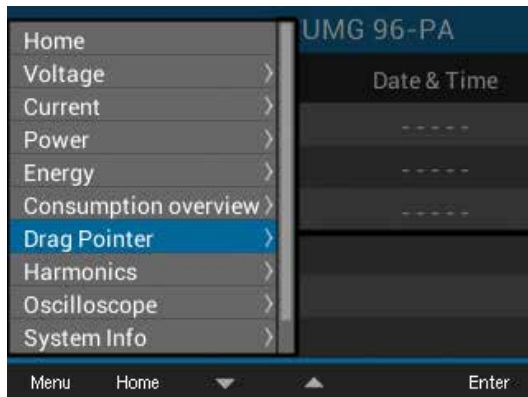 UMG 96-PA
Home
Voltage
Current
Power
Energy
Consumption overview
Drag Pointer
Harmonics
Oscilloscope
System Info
Date & Time
- - - - -
- - - - -
- - - - -
Menu Home Enter